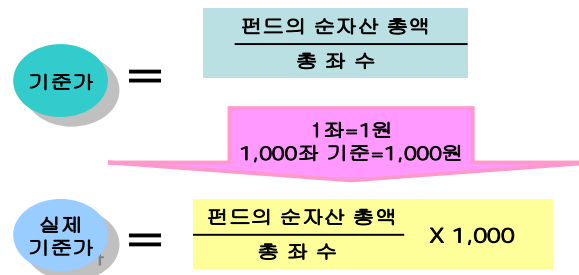 기준가
=
펀드의 순자산 총액
총 좌 수
1좌=1원
1,000좌 기준=1,000원
실제
기준가
=
펀드의 순자산 총액
총 좌 수
X 1,000